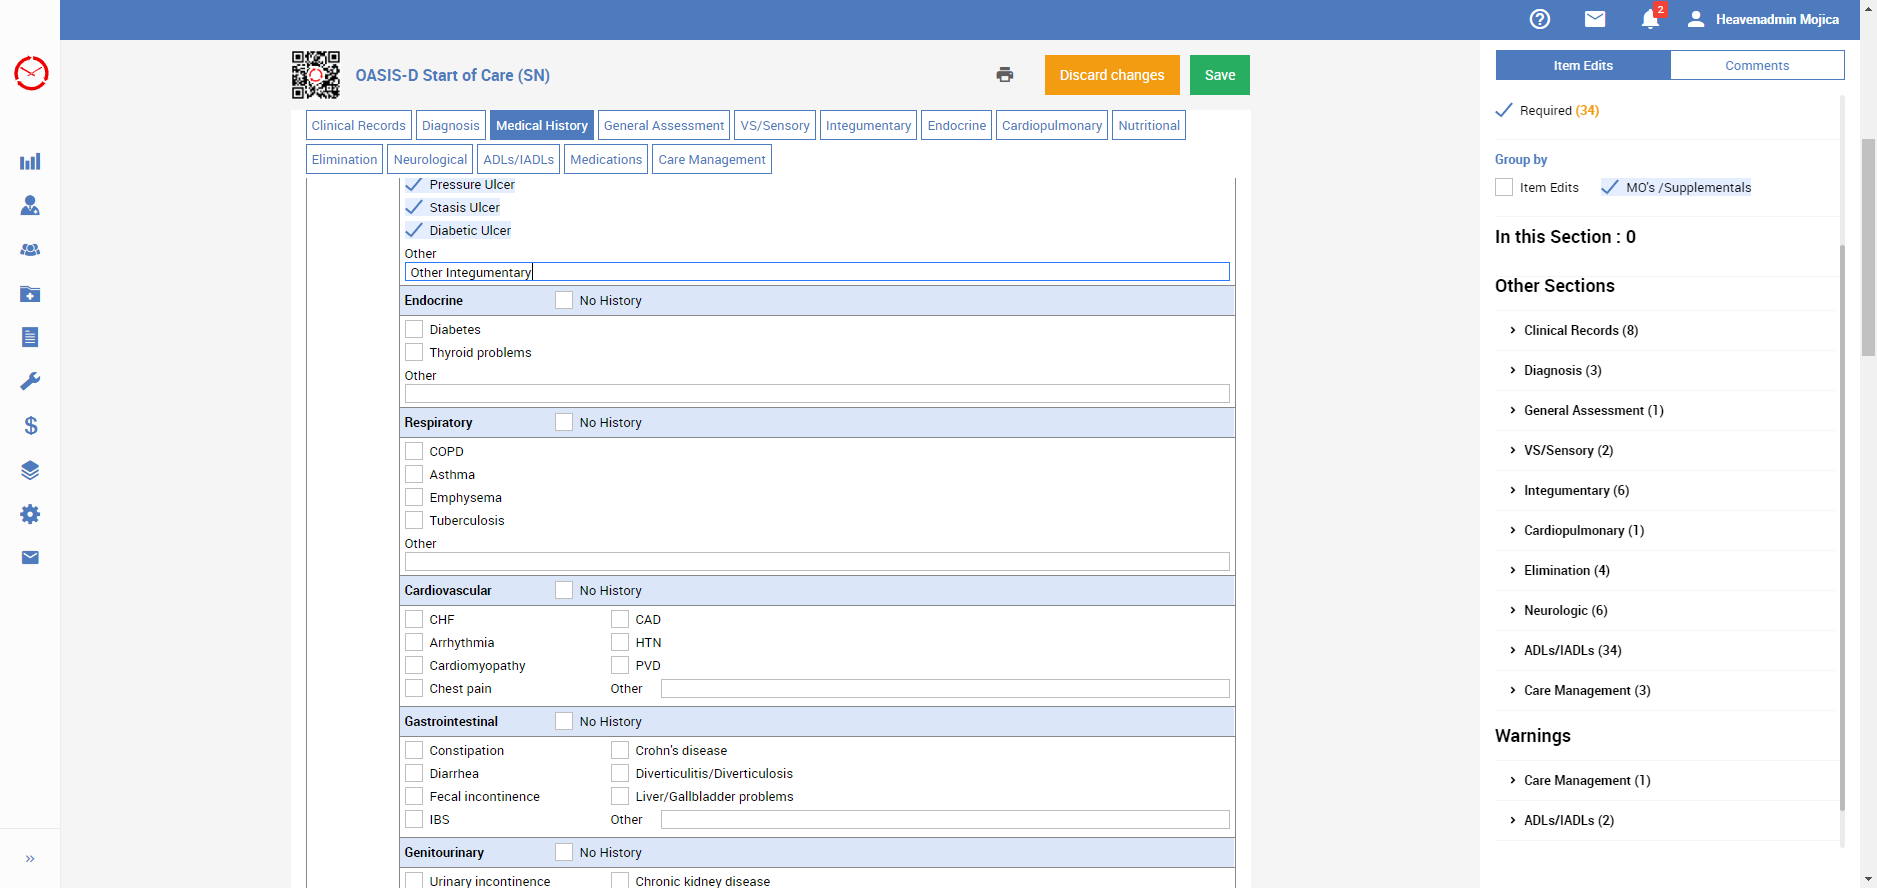 2
Heavenadmin Mojica
OASIS-D Start of Care (SN)
Discard changes
Save
Clinical Records
Diagnosis
Medical History
General Assessment
VS/Sensory
Integumentary
Endocrine
Cardiopulmonary
Nutritional
Elimination
Neurological
ADLs/IADLs
Medications
Care Management
Pressure Ulcer
Stasis Ulcer
Diabetic Ulcer
Other
Other Integumentary
Endocrine No History
Diabetes
Thyroid problems
Other
Respiratory No History
COPD
Asthma
Emphysema
Tuberculosis
Other
Cardiovascular No History
CHF CAD
Arrhythmia HTN
Cardiomyopathy PVD
Chest pain Other
Gastrointestinal No History
Constipation Crohn's disease
Diarrhea Diverticulitis/Diverticulosis
Fecal incontinence Liver/Gallbladder problems
IBS Other
Genitourinary No History
Urinary incontinence Chronic kidney disease
Item Edits Comments
Required (34)
Group by
Item Edits MO's /Supplementals
In this Section : 0
Other Sections
Clinical Records (8)
Diagnosis (3)
General Assessment (1)
VS/Sensory (2)
Integumentary (6)
Cardiopulmonary (1)
Elimination (4)
Neurologic (6)
ADLs/IADLs (34)
Care Management (3)
Warnings
Care Management (1)
ADLs/IADLs (2)